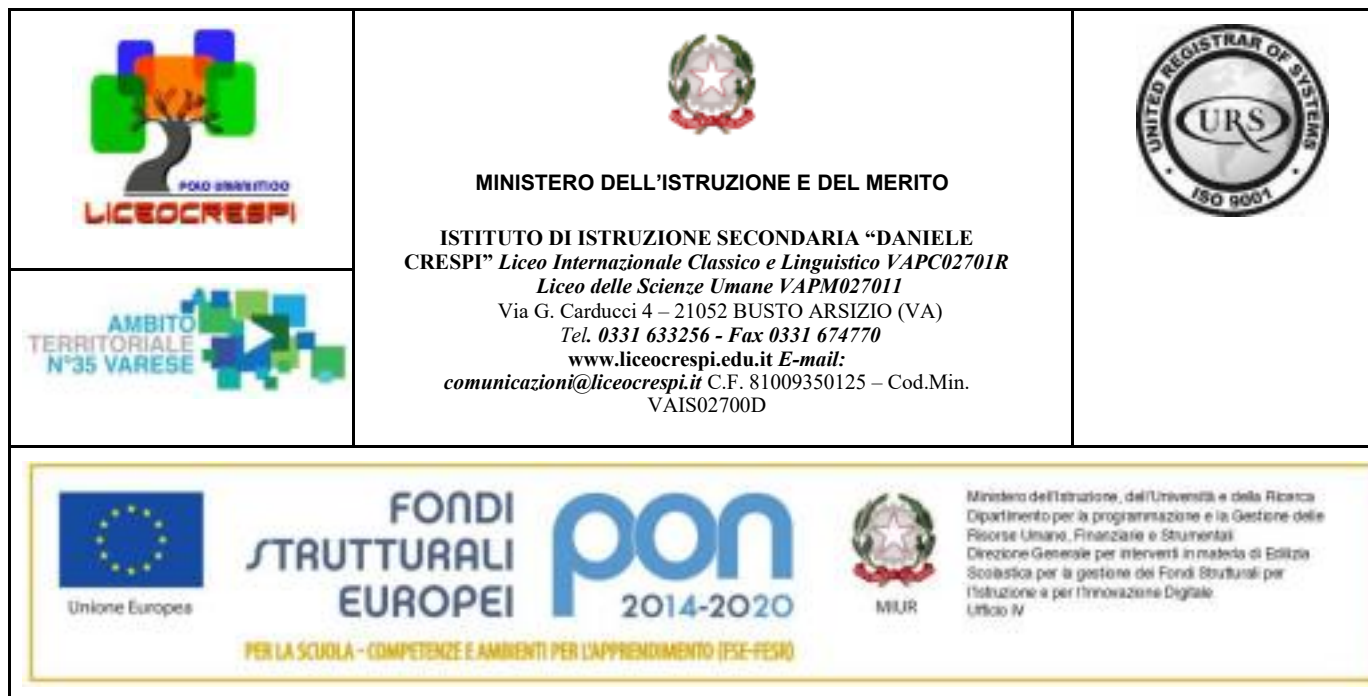 POLO UMANISTICO
LICEOCRESPI
AMBITO
TERRITORIALE
N°35 VARESE
MINISTERO DELL’ISTRUZIONE E DEL MERITO
ISTITUTO DI ISTRUZIONE SECONDARIA “DANIELE
CRESPI” Liceo Internazionale Classico e Linguistico VAPC02701R
Liceo delle Scienze Umane VAPM027011
Via G. Carducci 4 – 21052 BUSTO ARSIZIO (VA)
Tel. 0331 633256 - Fax 0331 674770
www.liceocrespi.edu.it E-mail:
comunicazioni@liceocrespi.it C.F. 81009350125 – Cod.Min.
VAIS02700D
UNITED REGISTRAR OF SYSTEMS
URS
ISO 9001
Unione Europea
FONDI
STRUTTURALI
EUROPEI
pon
2014-2020
PER LA SCUOLA - COMPETENZE E AMBIENTI PER L'APPRENDIMENTO (FSE-FESR)
MIUR
Ministero dell'Istruzione, dell'Università e della Ricerca
Dipartimento per la programmazione e la Gestione delle
Risorse Umane, Finanziarie e Strumentali
Direzione Generale per interventi in materia di Edilizia
Scolastica per la gestione dei Fondi Strutturali per
l'Istruzione e per l'Innovazione Digitale
Ufficio IV